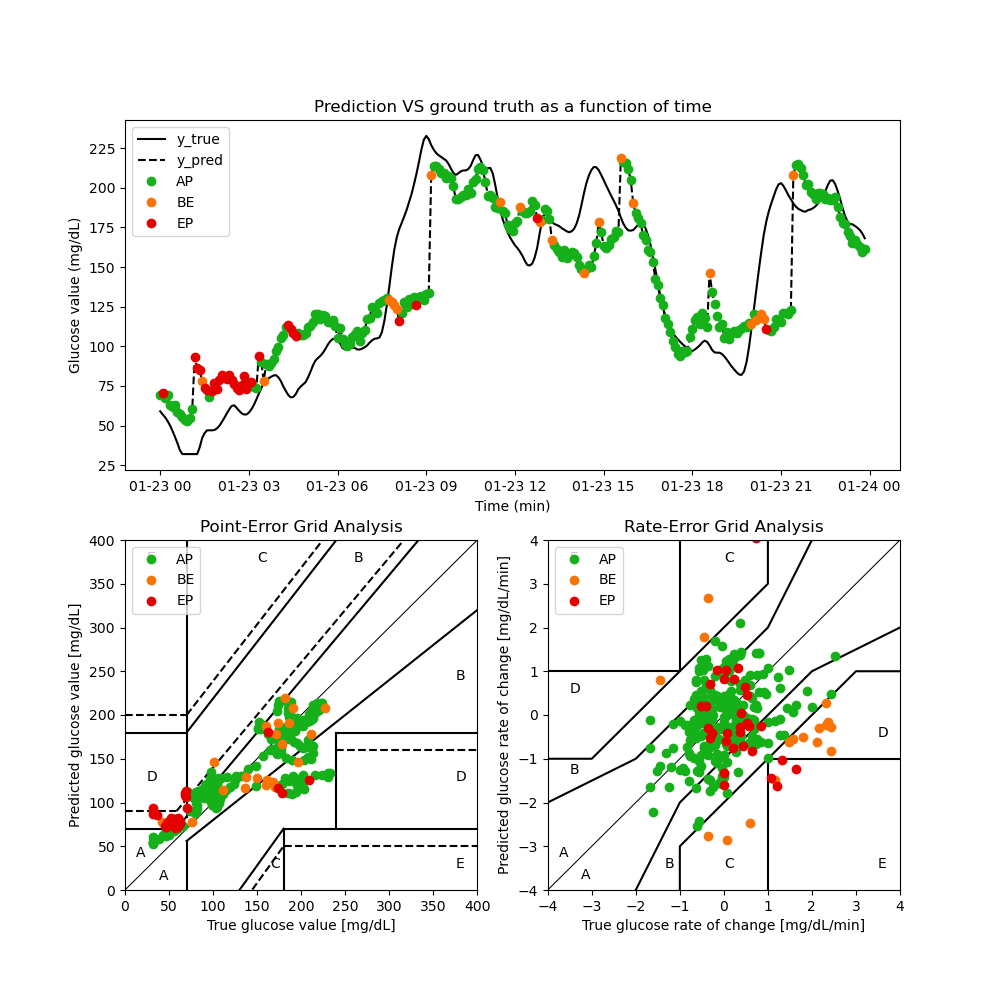 Prediction VS ground truth as a function of time
y_true
y_pred
AP
BE
EP
Glucose value (mg/dL)
225
200
175
150
125
100
75
50
25
01-23 00 01-23 03 01-23 06 01-23 09 01-23 12 01-23 15 01-23 18 01-23 21 01-24 00
Time (min)
Point-Error Grid Analysis
AP
BE
EP
C B
B
D D
A
A
C E
Predicted glucose value [mg/dL]
400
350
300
250
200
150
100
50
0
0 50 100 150 200 250 300 350 400
True glucose value [mg/dL]
Rate-Error Grid Analysis
AP
BE
EP
C
D
D
B
A
A
B C E
Predicted glucose rate of change [mg/dL/min]
4
3
2
1
0
−1
−2
−3
−4
−4 −3 −2 −1 0 1 2 3 4
True glucose rate of change [mg/dL/min]